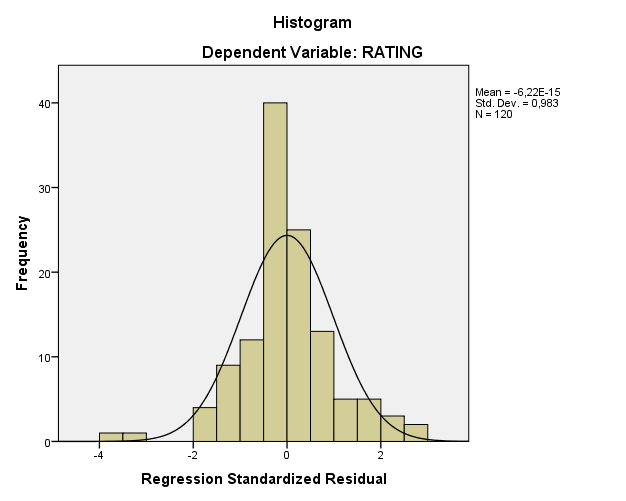 Histogram
Dependent Variable: RATING
Mean = -6,22E-15
Std. Dev. = 0,983
N = 120
Frequency
40
30
20
10
0
-4
-2
0
2
Regression Standardized Residual